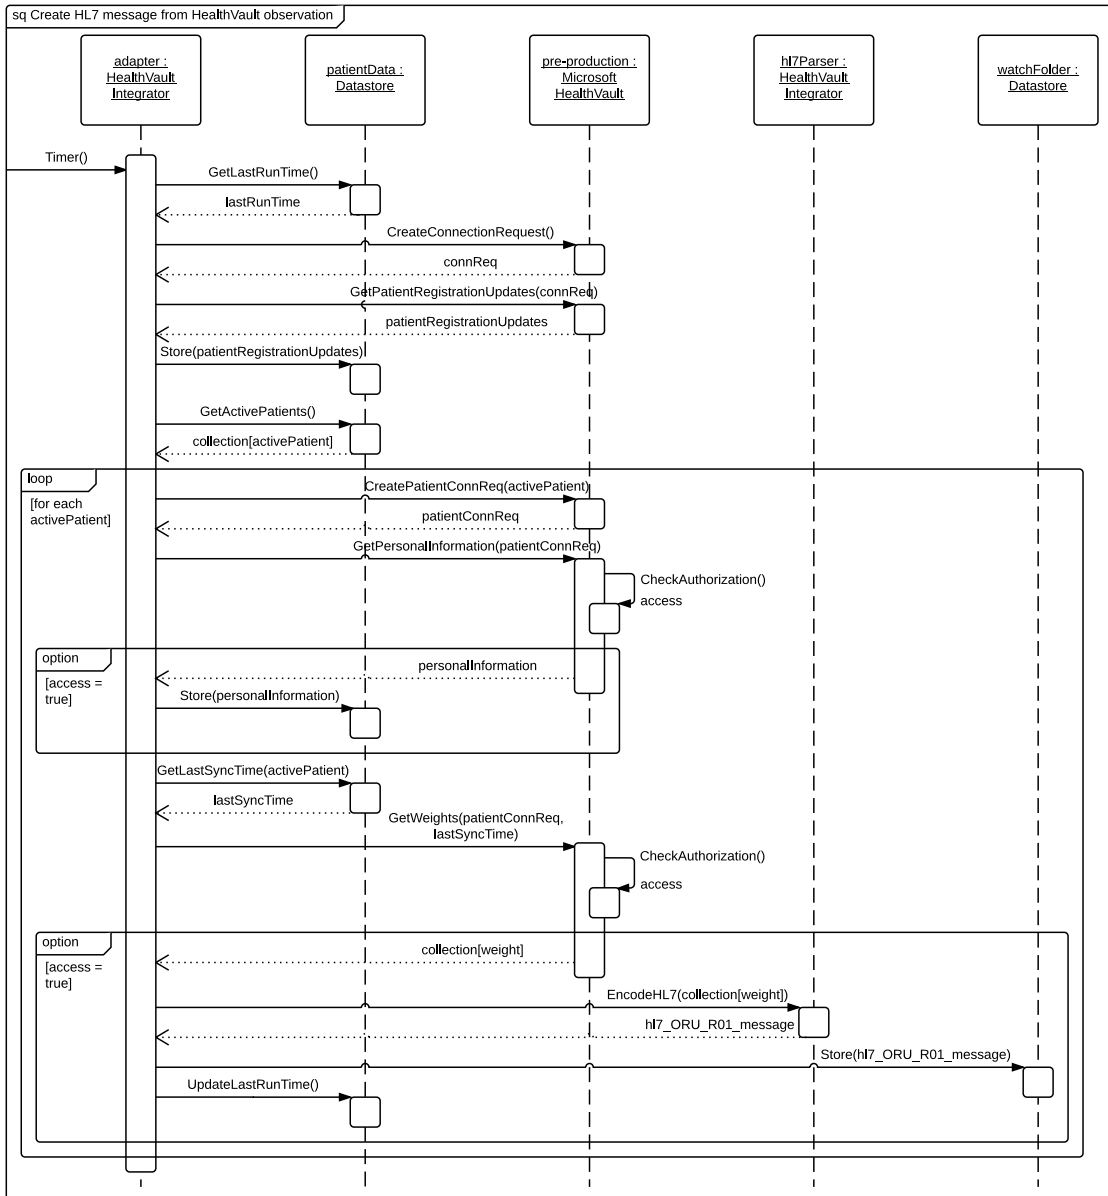 sq Create HL7 message from HealthVault observation
adapter :
HealthVault
Integrator
patientData :
Datastore
pre-production :
Microsoft
HealthVault
hl7Parser :
HealthVault
Integrator
watchFolder :
Datastore
Timer()
GetLastRunTime()
lastRunTime
CreateConnectionRequest()
connReq
GetPatientRegistrationUpdates(connReq)
patientRegistrationUpdates
Store(patientRegistrationUpdates)
GetActivePatients()
collection[activePatient]
loop
[for each
activePatient]
CreatePatientConnReq(activePatient)
patientConnReq
GetPersonalInformation(patientConnReq)
CheckAuthorization()
access
option
[access =
true]
personalInformation
Store(personalInformation)
GetLastSyncTime(activePatient)
lastSyncTime
GetWeights(patientConnReq,
lastSyncTime)
CheckAuthorization()
access
option
[access =
true]
collection[weight]
EncodeHL7(collection[weight])
hl7_ORU_R01_message
Store(hl7_ORU_R01_message)
UpdateLastRunTime()